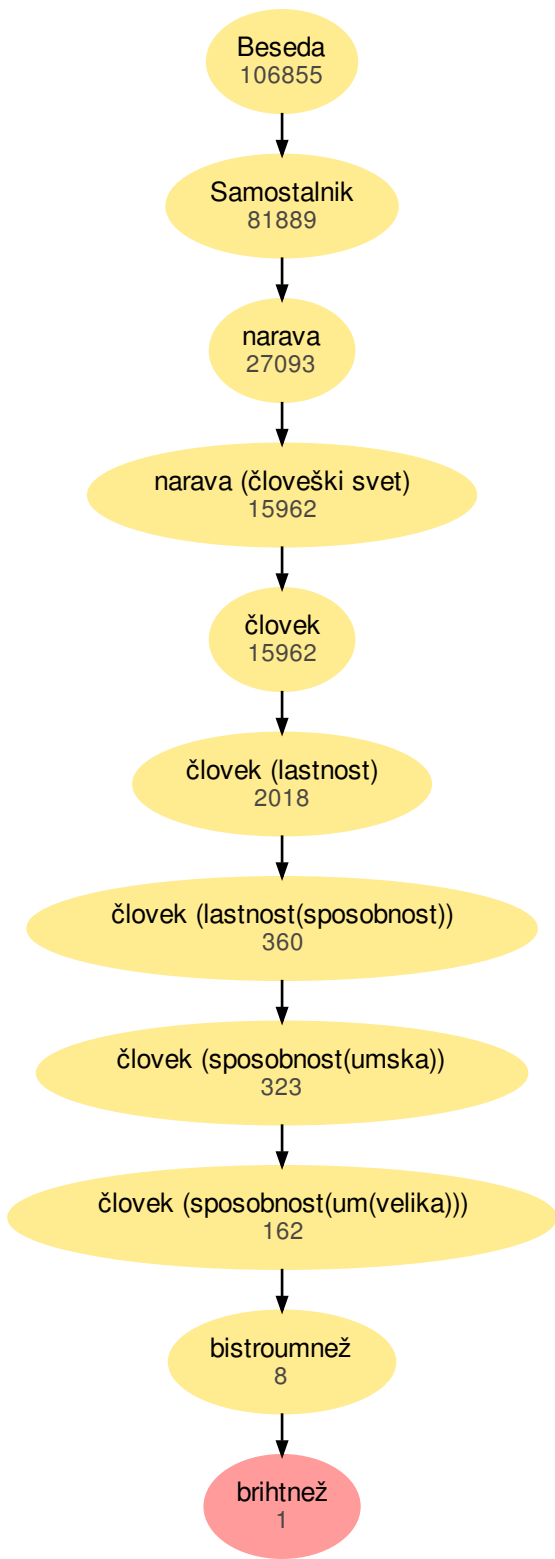 Beseda
106855
Samostalnik
81889
narava
27093
narava (človeški svet)
15962
človek
15962
človek (lastnost)
2018
človek (lastnost(sposobnost))
360
človek (sposobnost(umska))
323
človek (sposobnost(um(velika)))
162
bistroumnež
8
brihtnež
1